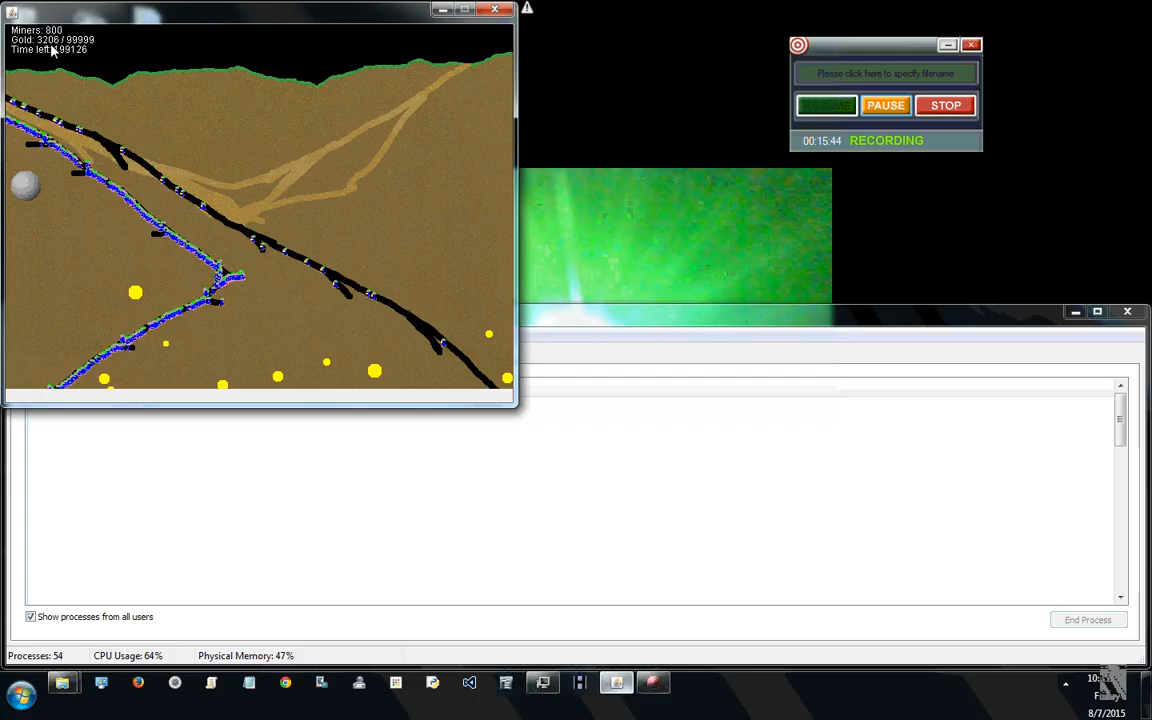 Miners: 800
Gold: 3206 / 99999
Time left: 99126
Please click here to specify filename
PAUSE
STOP
00:15:44 RECORDING
Show processes from all users
End Process
Processes: 54
CPU Usage: 64%
Physical Memory: 47%
8/7/2015